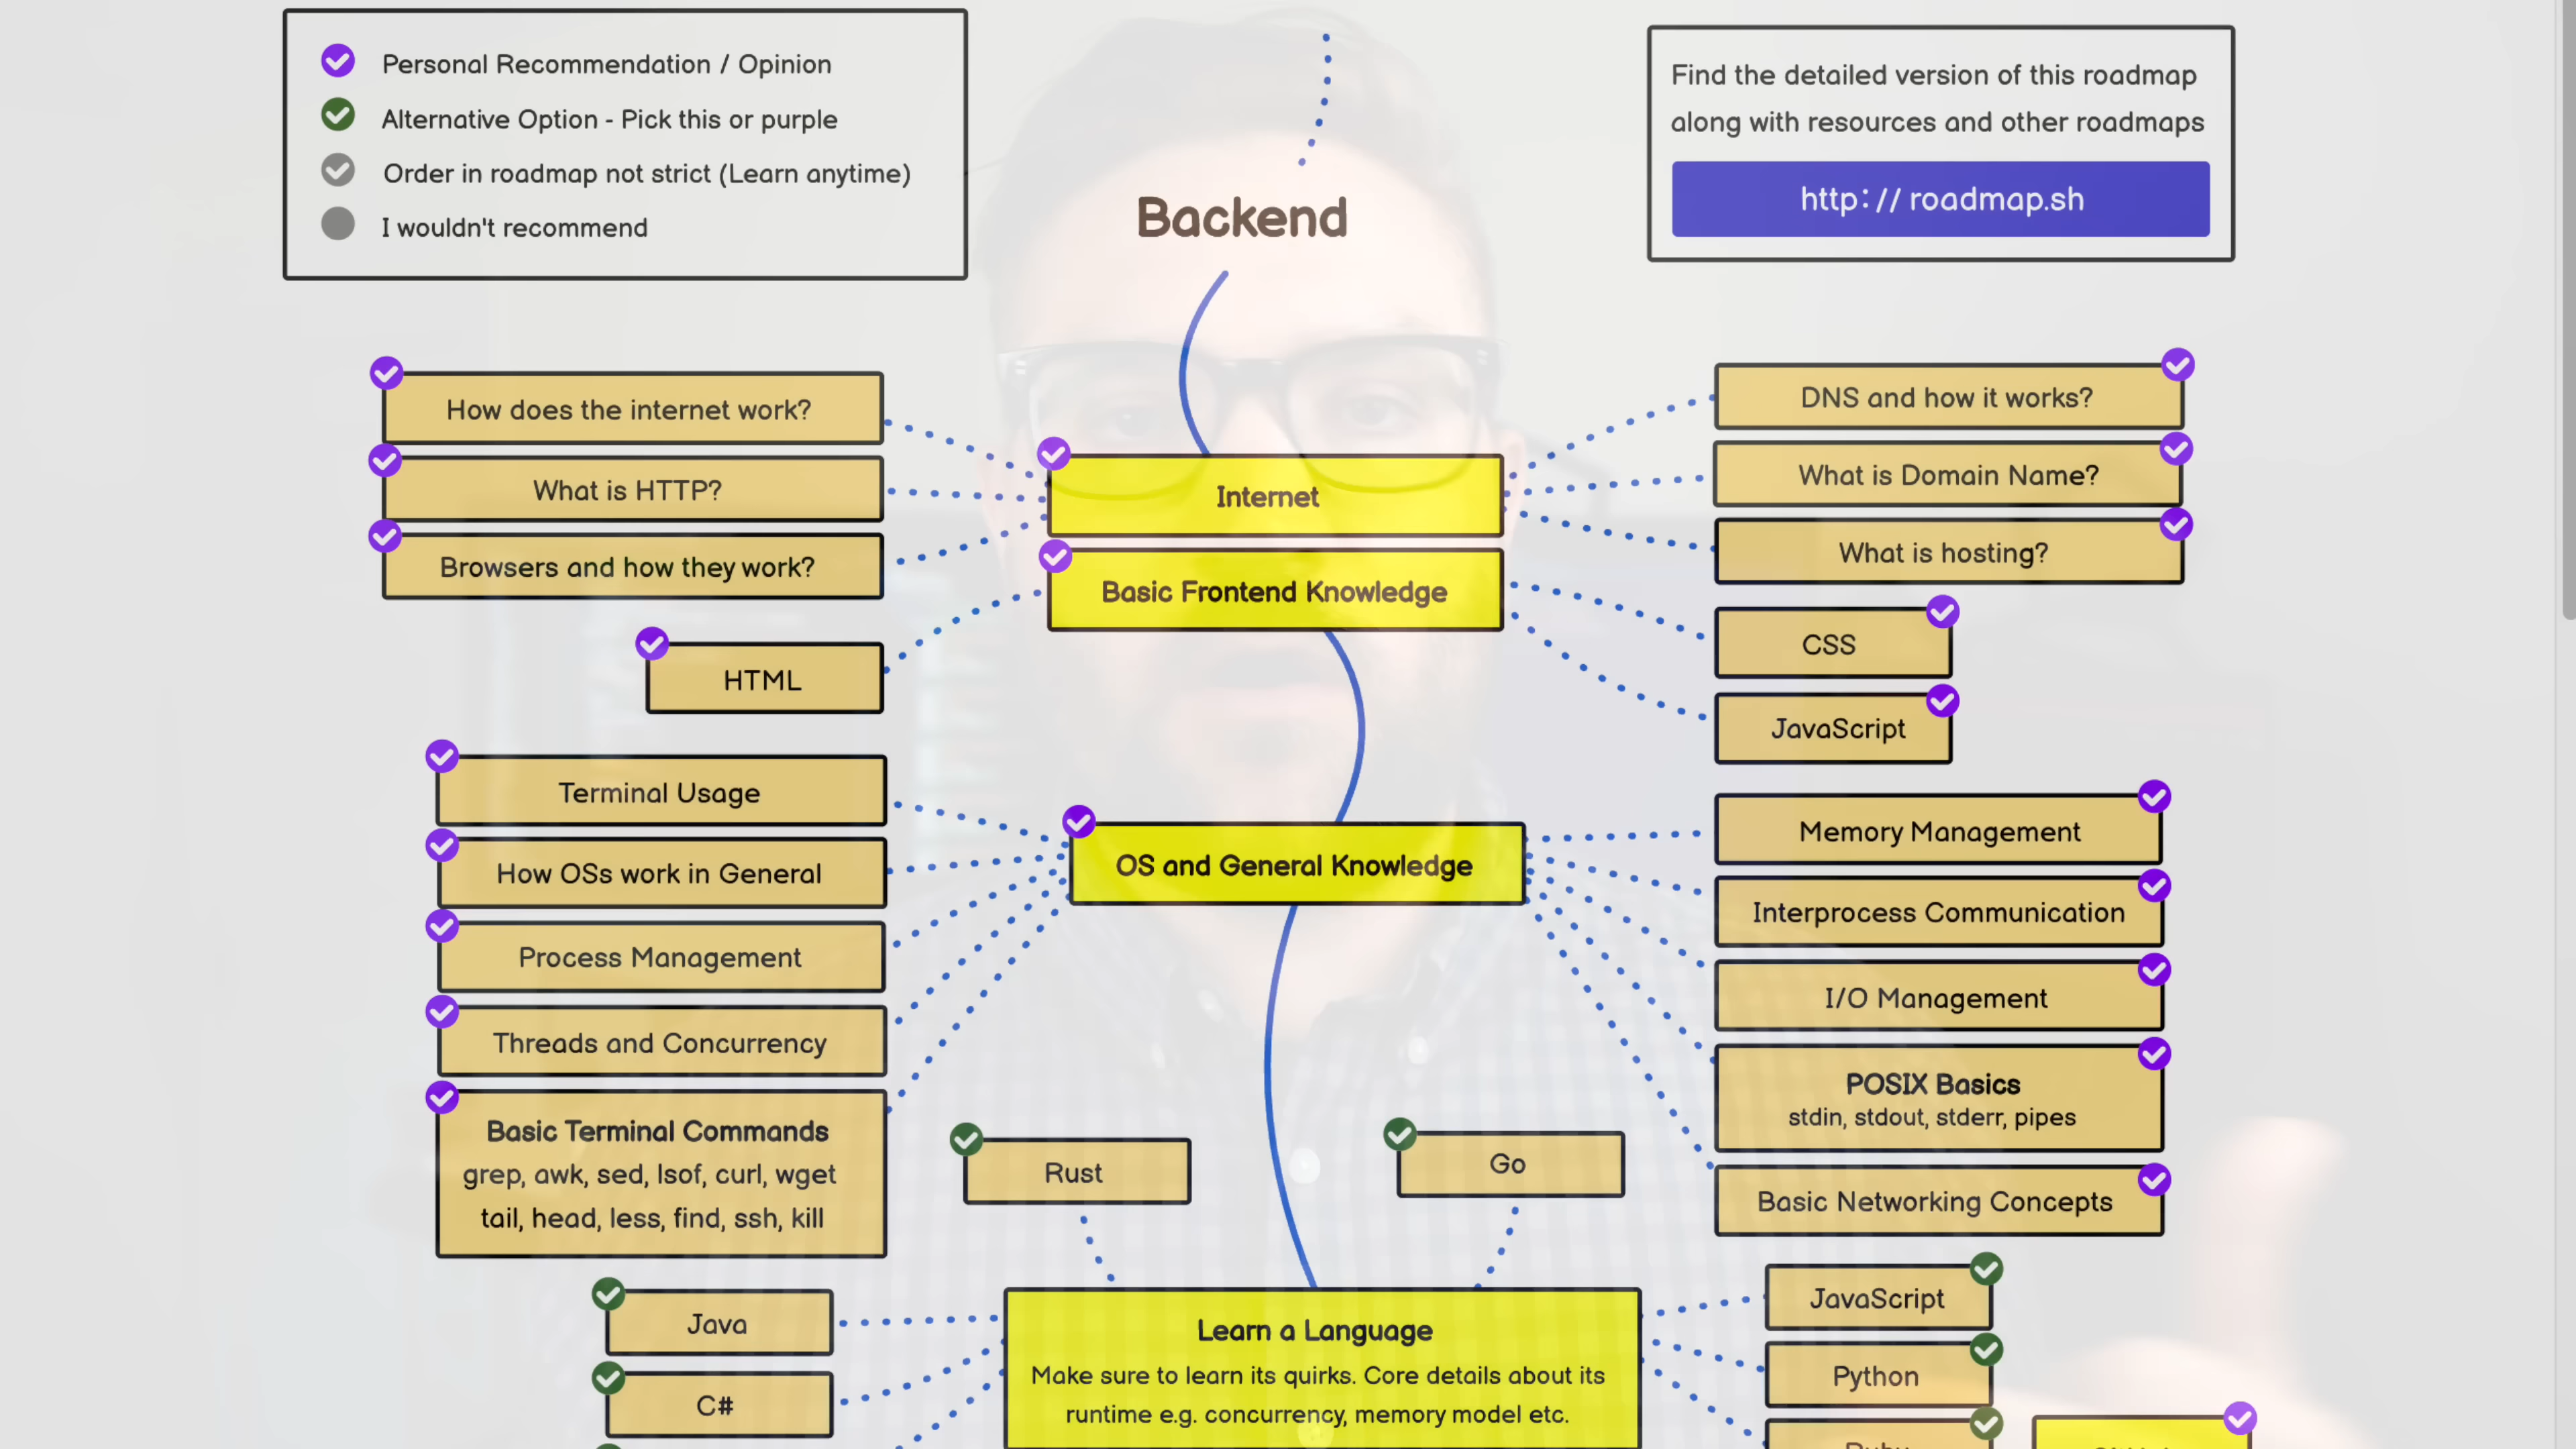 Personal Recommendation / Opinion
Alternative Option - Pick this or purple
Order in roadmap not strict (Learn anytime)
I wouldn't recommend
Find the detailed version of this roadmap
along with resources and other roadmaps
http: // roadmap.sh
Backend
How does the internet work?
What is HTTP?
Browsers and how they work?
HTML
Internet
Basic Frontend Knowledge
DNS and how it works?
What is Domain Name?
What is hosting?
CSS
JavaScript
Terminal Usage
How OSs work in General
Process Management
Threads and Concurrency
Basic Terminal Commands
grep, awk, sed, lsof, curl, wget
tail, head, less, find, ssh, kill
OS and General Knowledge
Memory Management
Interprocess Communication
I/O Management
POSIX Basics
stdin, stdout, stderr, pipes
Basic Networking Concepts
Rust
Go
Java
C#
Learn a Language
Make sure to learn its quirks. Core details about its
runtime e.g. concurrency, memory model etc.
JavaScript
Python